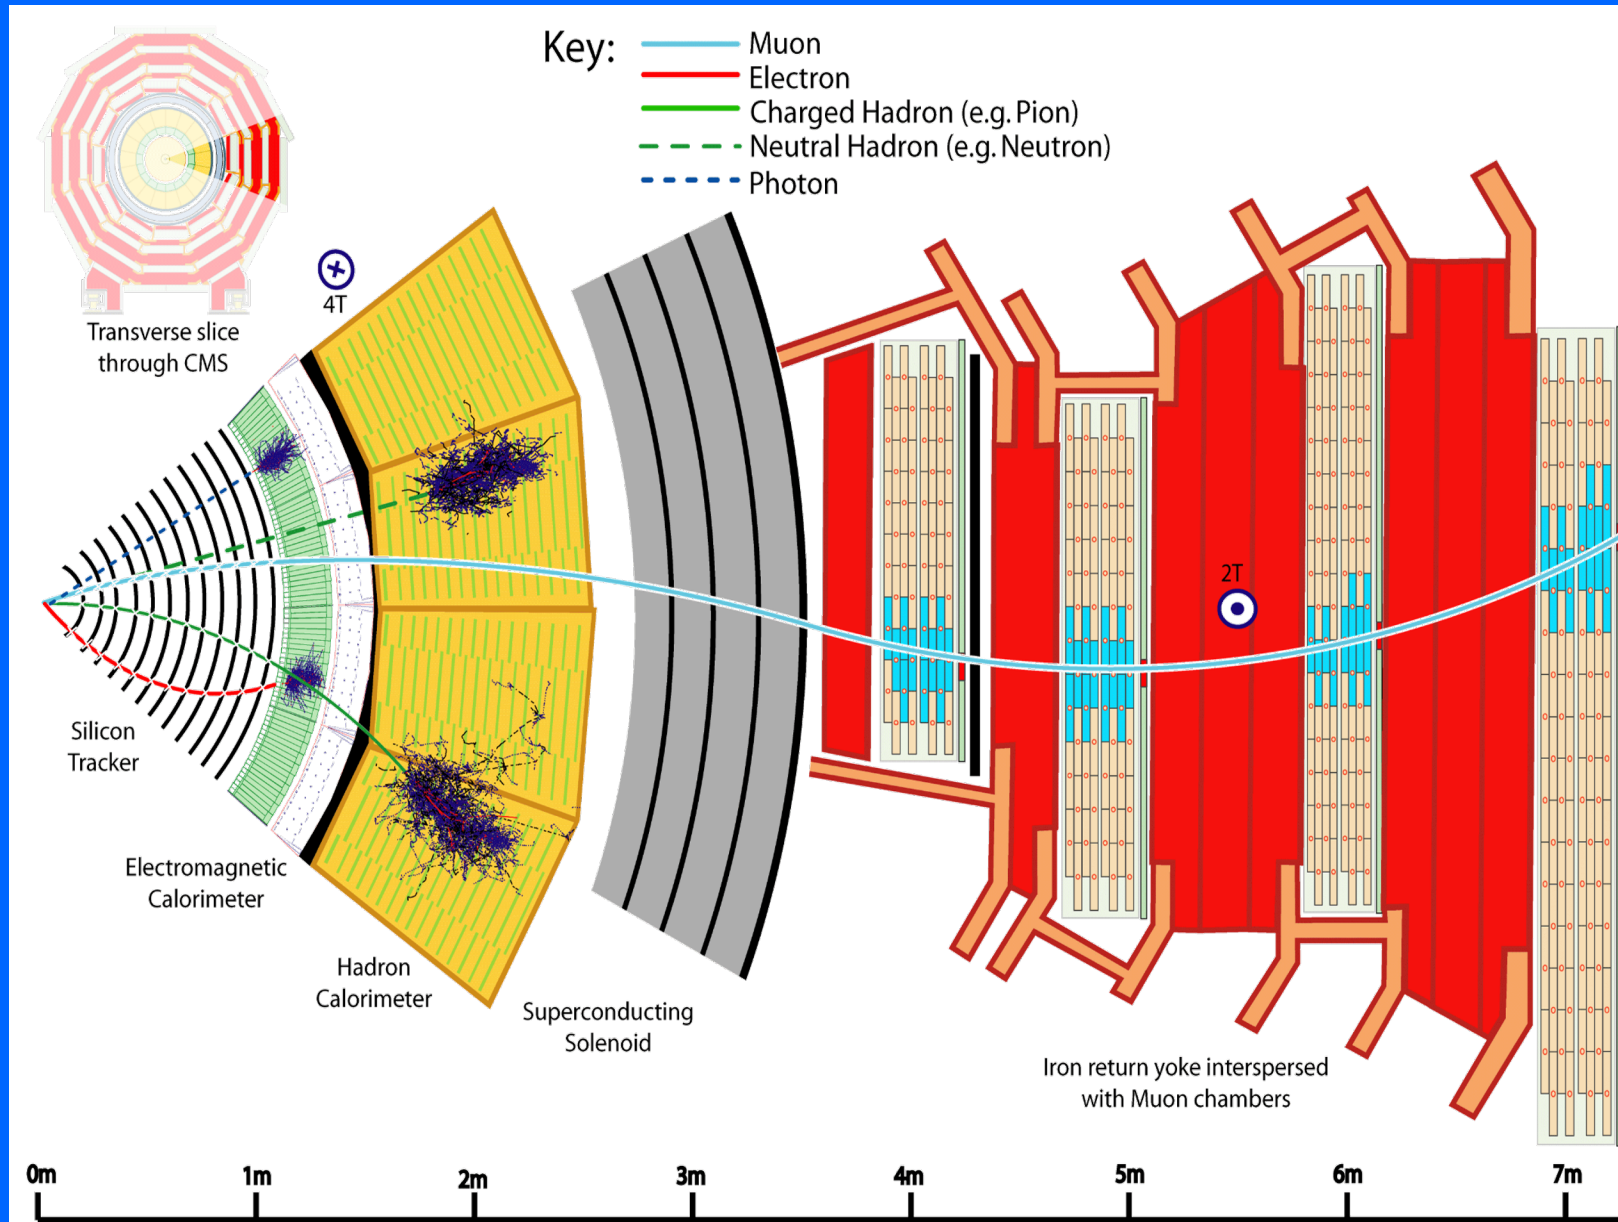 Key:
Muon
Electron
Charged Hadron (e.g. Pion)
Neutral Hadron (e.g. Neutron)
Photon
4T
Transverse slice
through CMS
2T
Silicon
Tracker
Electromagnetic
Calorimeter
Hadron
Calorimeter
Superconducting
Solenoid
Iron return yoke interspersed
with Muon chambers
0m 1m 2m 3m 4m 5m 6m 7m